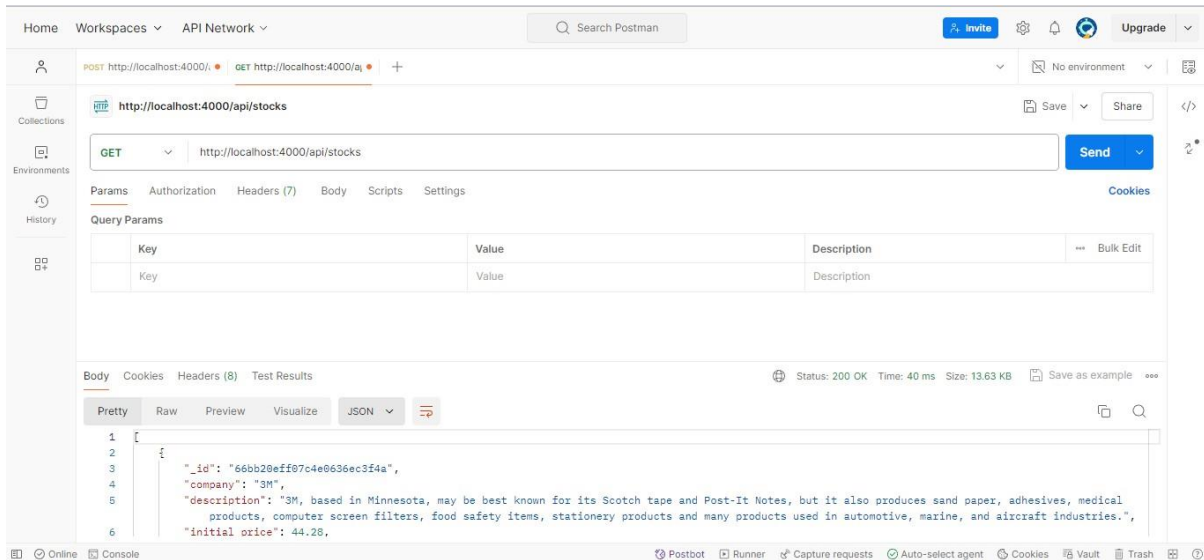 Home Workspaces API Network Search Postman Invite Upgrade
POST http://localhost:4000/ GET http://localhost:4000/a No environment
HTTP http://localhost:4000/api/stocks Save Share
GET http://localhost:4000/api/stocks Send
Params Authorization Headers (7) Body Scripts Settings Cookies
Query Params
Key Value Description Bulk Edit
Key Value Description
Collections
Environments
History
Body Cookies Headers (8) Test Results Status: 200 OK Time: 40 ms Size: 13.63 KB Save as example
Pretty Raw Preview Visualize JSON
1 [
2 {
3 "_id": "66bb20eff07c4e0636ec3f4a",
4 "company": "3M",
5 "description": "3M, based in Minnesota, may be best known for its Scotch tape and Post-It Notes, but it also produces sand paper, adhesives, medical
products, computer screen filters, food safety items, stationery products and many products used in automotive, marine, and aircraft industries.",
6 "initial_price": 44.28,
Online Console Postbot Runner Capture requests Auto-select agent Cookies Vault Trash